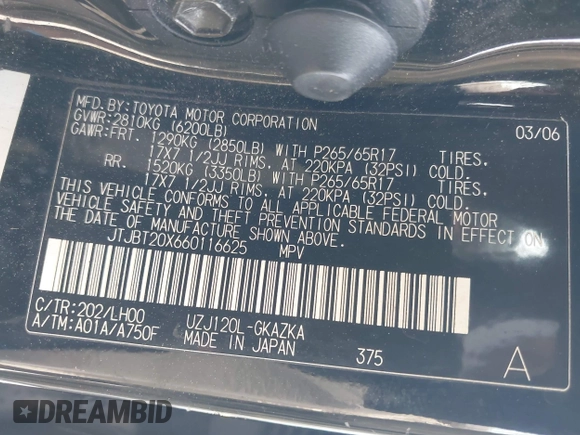 MFD.BY:TOYOTA MOTOR CORPORATION 03/06
GVWR:2810KG (6200LB)
GAWR:FRT. 1290KG (2850LB) WITH P265/65R17 TIRES.
17X7 1/2JJ RIMS, AT 220KPA (32PSI) COLD.
RR. 1520KG (3350LB) WITH P265/65R17 TIRES.
17X7 1/2JJ RIMS, AT 220KPA (32PSI) COLD.
THIS VEHICLE CONFORMS TO ALL APPLICABLE FEDERAL MOTOR
VEHICLE SAFETY AND THEFT PREVENTION STANDARDS IN EFFECT ON
THE DATE OF MANUFACTURE SHOWN ABOVE.
JTJBT20X660116625 MPV
C/TR:202/LH00 UZJ120L-GKAZKA
A/TM:A01A/A750F MADE IN JAPAN 375 A
DREAMBID